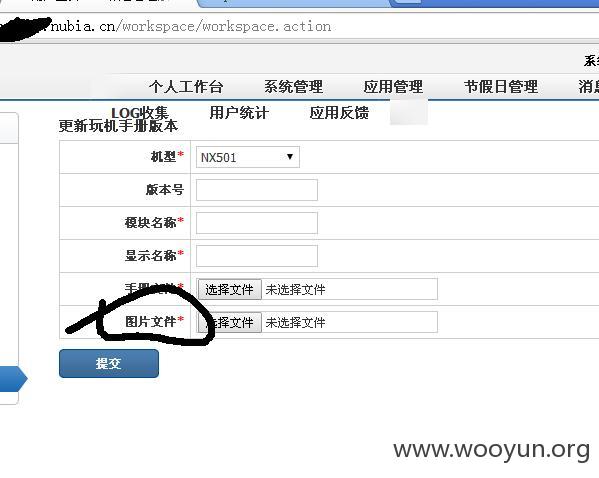 nubia.cn/workspace/workspace.action
个人工作台 系统管理 应用管理 节假日管理
LOG收集 用户统计 应用反馈
更新玩机手册版本
机型* NX501
版本号
模块名称*
显示名称*
手册文件* 选择文件 未选择文件
图片文件* 选择文件 未选择文件
提交
www.wooyun.org